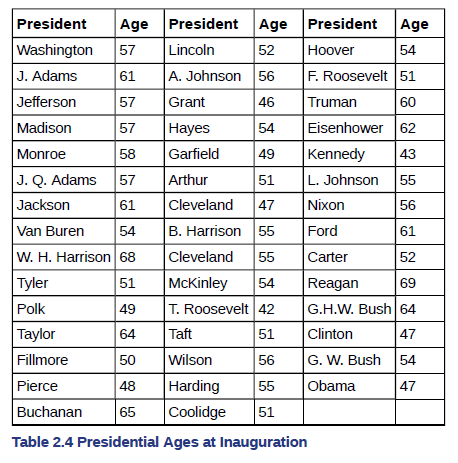 President Age President Age President Age
Washington 57 Lincoln 52 Hoover 54
J. Adams 61 A. Johnson 56 F. Roosevelt 51
Jefferson 57 Grant 46 Truman 60
Madison 57 Hayes 54 Eisenhower 62
Monroe 58 Garfield 49 Kennedy 43
J. Q. Adams 57 Arthur 51 L. Johnson 55
Jackson 61 Cleveland 47 Nixon 56
Van Buren 54 B. Harrison 55 Ford 61
W. H. Harrison 68 Cleveland 55 Carter 52
Tyler 51 McKinley 54 Reagan 69
Polk 49 T. Roosevelt 42 G.H.W. Bush 64
Taylor 64 Taft 51 Clinton 47
Fillmore 50 Wilson 56 G. W. Bush 54
Pierce 48 Harding 55 Obama 47
Buchanan 65 Coolidge 51
Table 2.4 Presidential Ages at Inauguration